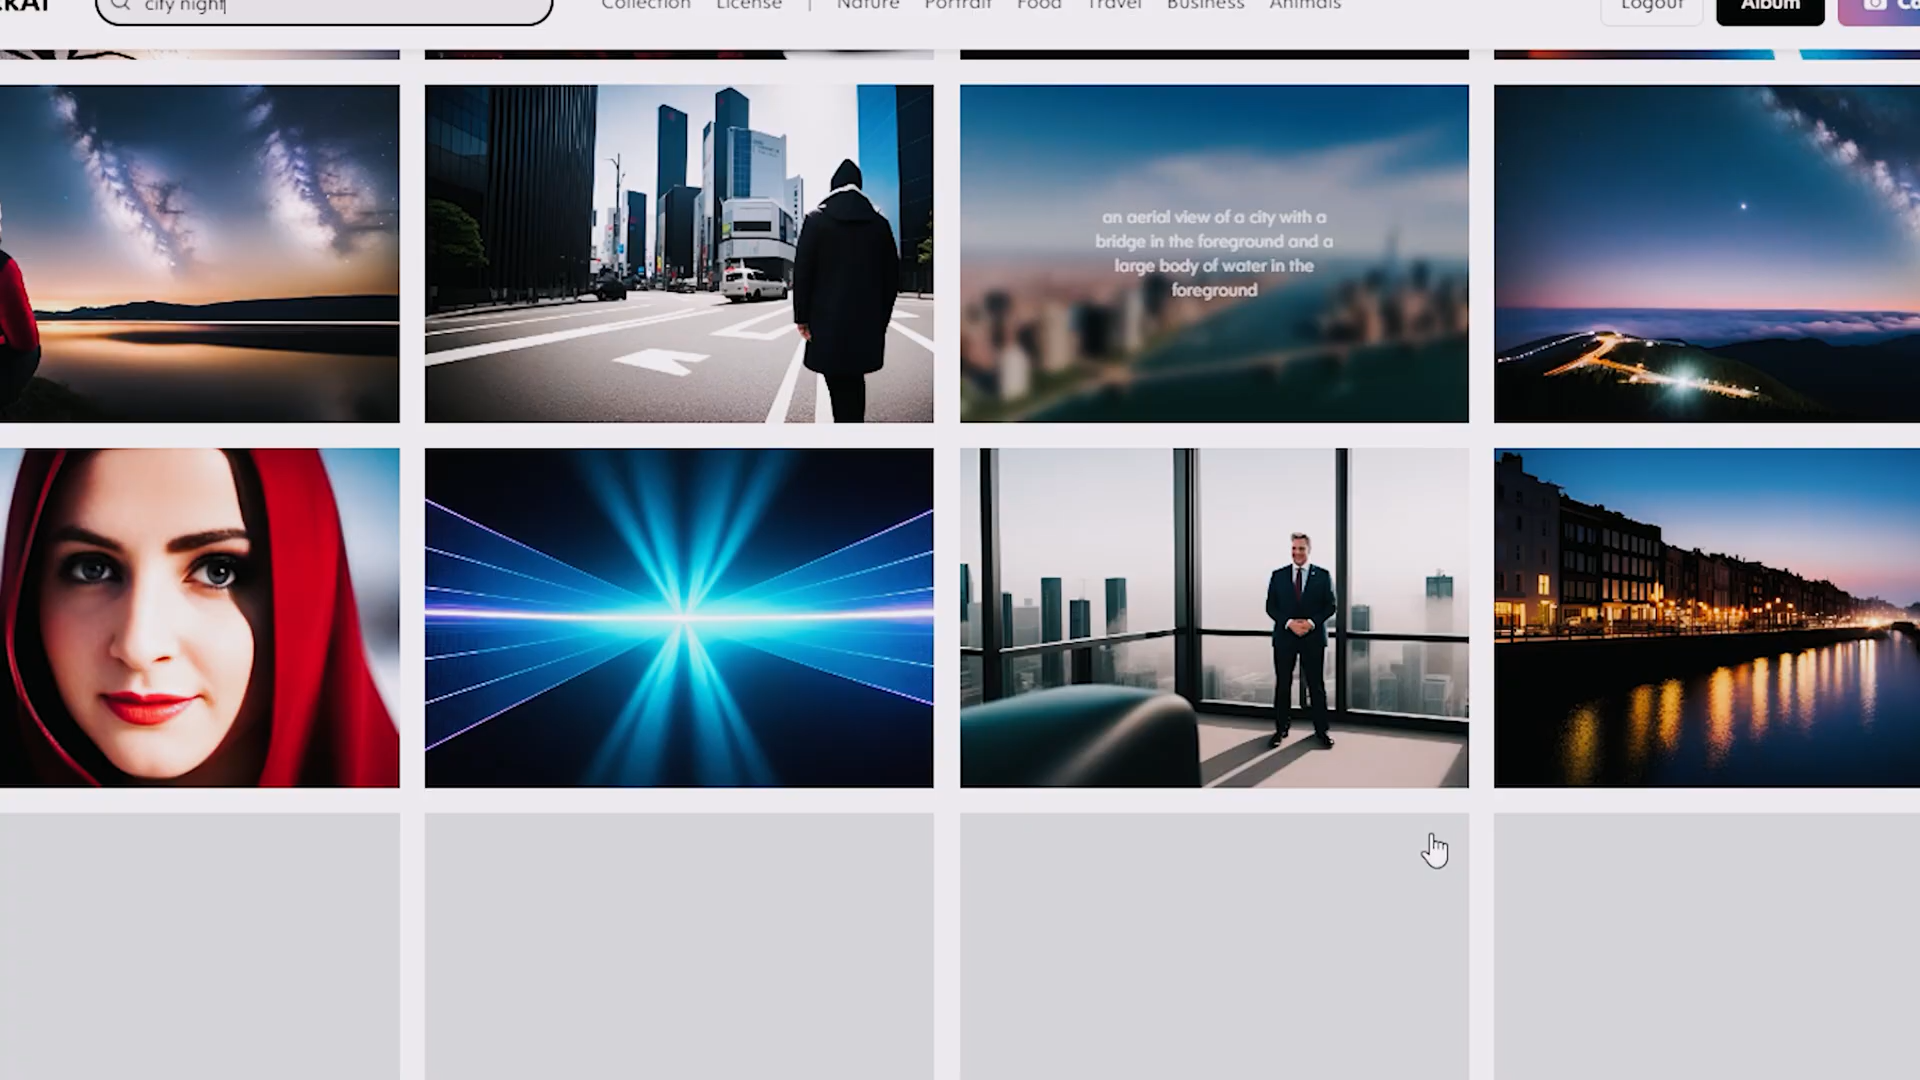 city night
Collection License | Nature Portrait Food Travel Business Animals
Logout Album
an aerial view of a city with a
bridge in the foreground and a
large body of water in the
foreground